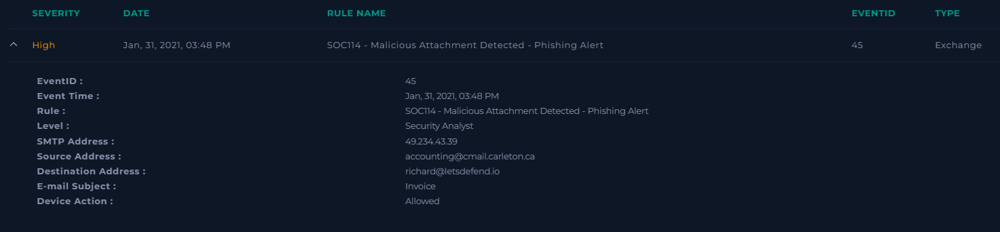 SEVERITY DATE RULE NAME EVENTID TYPE
High Jan, 31, 2021, 03:48 PM SOC114 - Malicious Attachment Detected - Phishing Alert 45 Exchange
EventID : 45
Event Time : Jan, 31, 2021, 03:48 PM
Rule : SOC114 - Malicious Attachment Detected - Phishing Alert
Level : Security Analyst
SMTP Address : 49.234.43.39
Source Address : accounting@cmail.carleton.ca
Destination Address : richard@letsdefend.io
E-mail Subject : Invoice
Device Action : Allowed